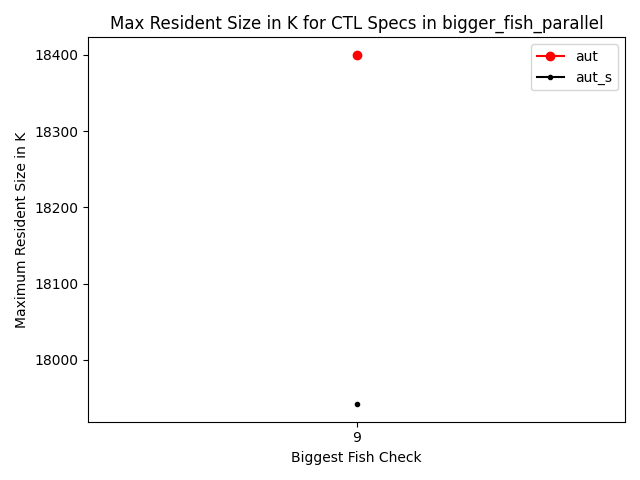 Max Resident Size in K for CTL Specs in bigger_fish_parallel
aut
aut_s
18400
18300
18200
18100
18000
Maximum Resident Size in K
9
Biggest Fish Check